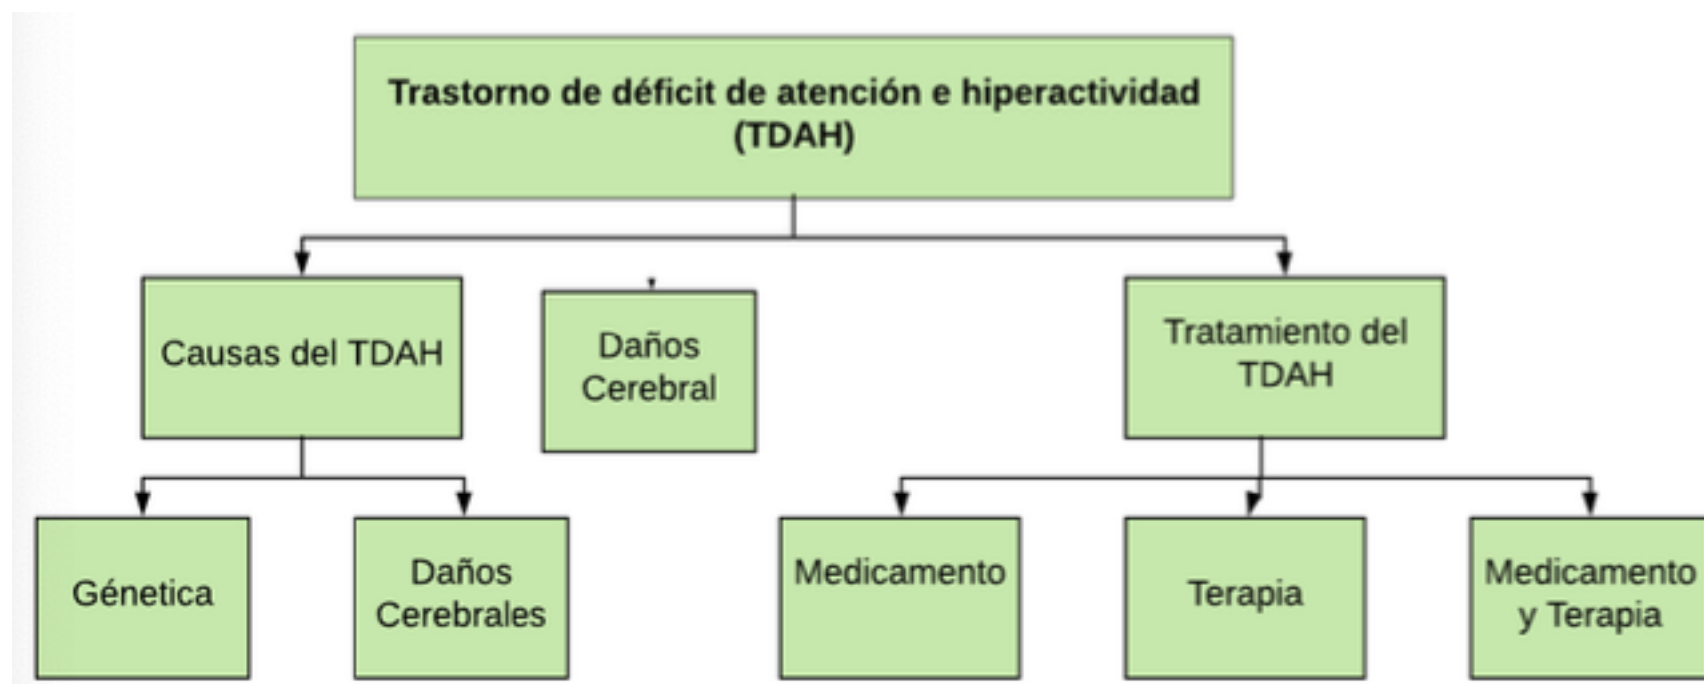 Trastorno de déficit de atención e hiperactividad
(TDAH)
Causas del TDAH
Daños
Cerebral
Tratamiento del
TDAH
Génetica
Daños
Cerebrales
Medicamento
Terapia
Medicamento
y Terapia